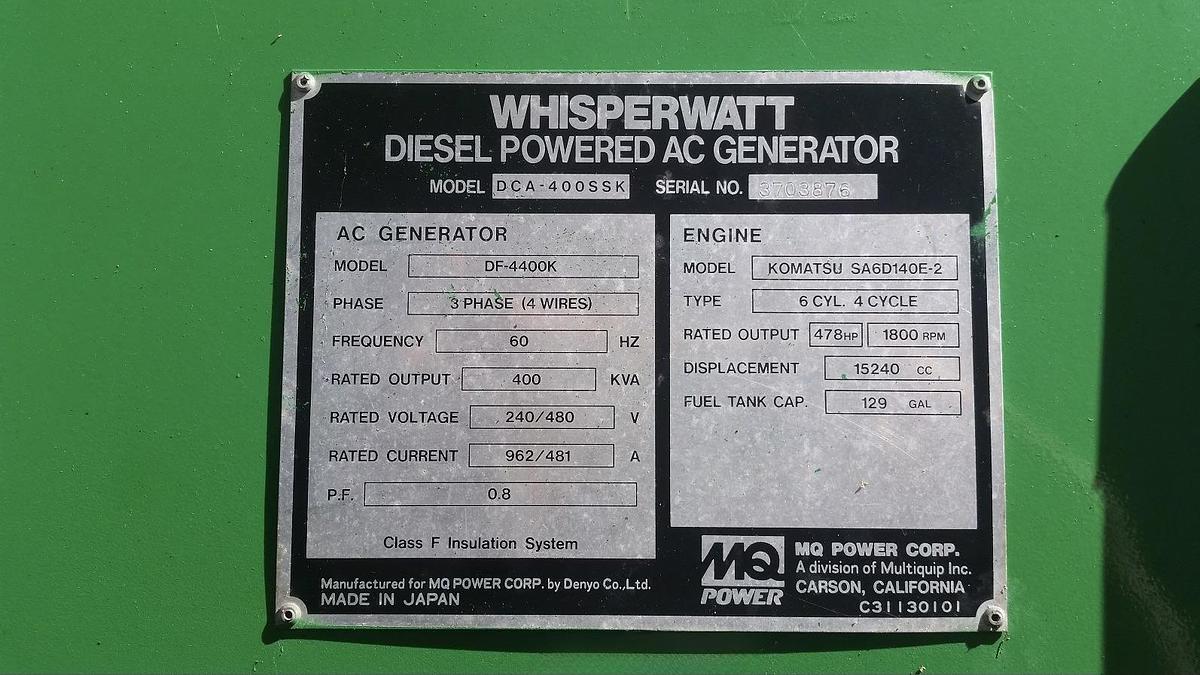 WHISPERWATT
DIESEL POWERED AC GENERATOR
MODEL DCA-400SSK SERIAL NO. 3703876
AC GENERATOR
MODEL DF-4400K
PHASE 3 PHASE (4 WIRES)
FREQUENCY 60 HZ
RATED OUTPUT 400 KVA
RATED VOLTAGE 240/480 V
RATED CURRENT 962/481 A
P.F. 0.8
Class F Insulation System
Manufactured for MQ POWER CORP. by Denyo Co.,Ltd.
MADE IN JAPAN
ENGINE
MODEL KOMATSU SA6D140E-2
TYPE 6 CYL. 4 CYCLE
RATED OUTPUT 478HP 1800 RPM
DISPLACEMENT 15240 CC
FUEL TANK CAP. 129 GAL
MQ
POWER
MQ POWER CORP.
A division of Multiquip Inc.
CARSON, CALIFORNIA
C31130101